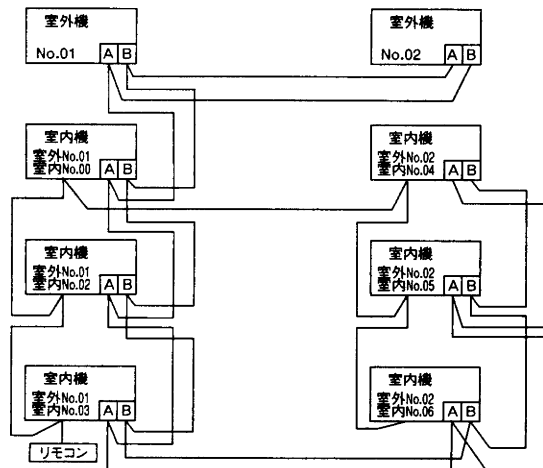 室外機
No.01 A B
室外機
No.02 A B
室内機
室外No.01
室内No.00 A B
室内機
室外No.02
室内No.04 A B
室内機
室外No.01
室内No.02 A B
室内機
室外No.02
室内No.05 A B
室内機
室外No.01
室内No.03 A B
室内機
室外No.02
室内No.06 A B
リモコン